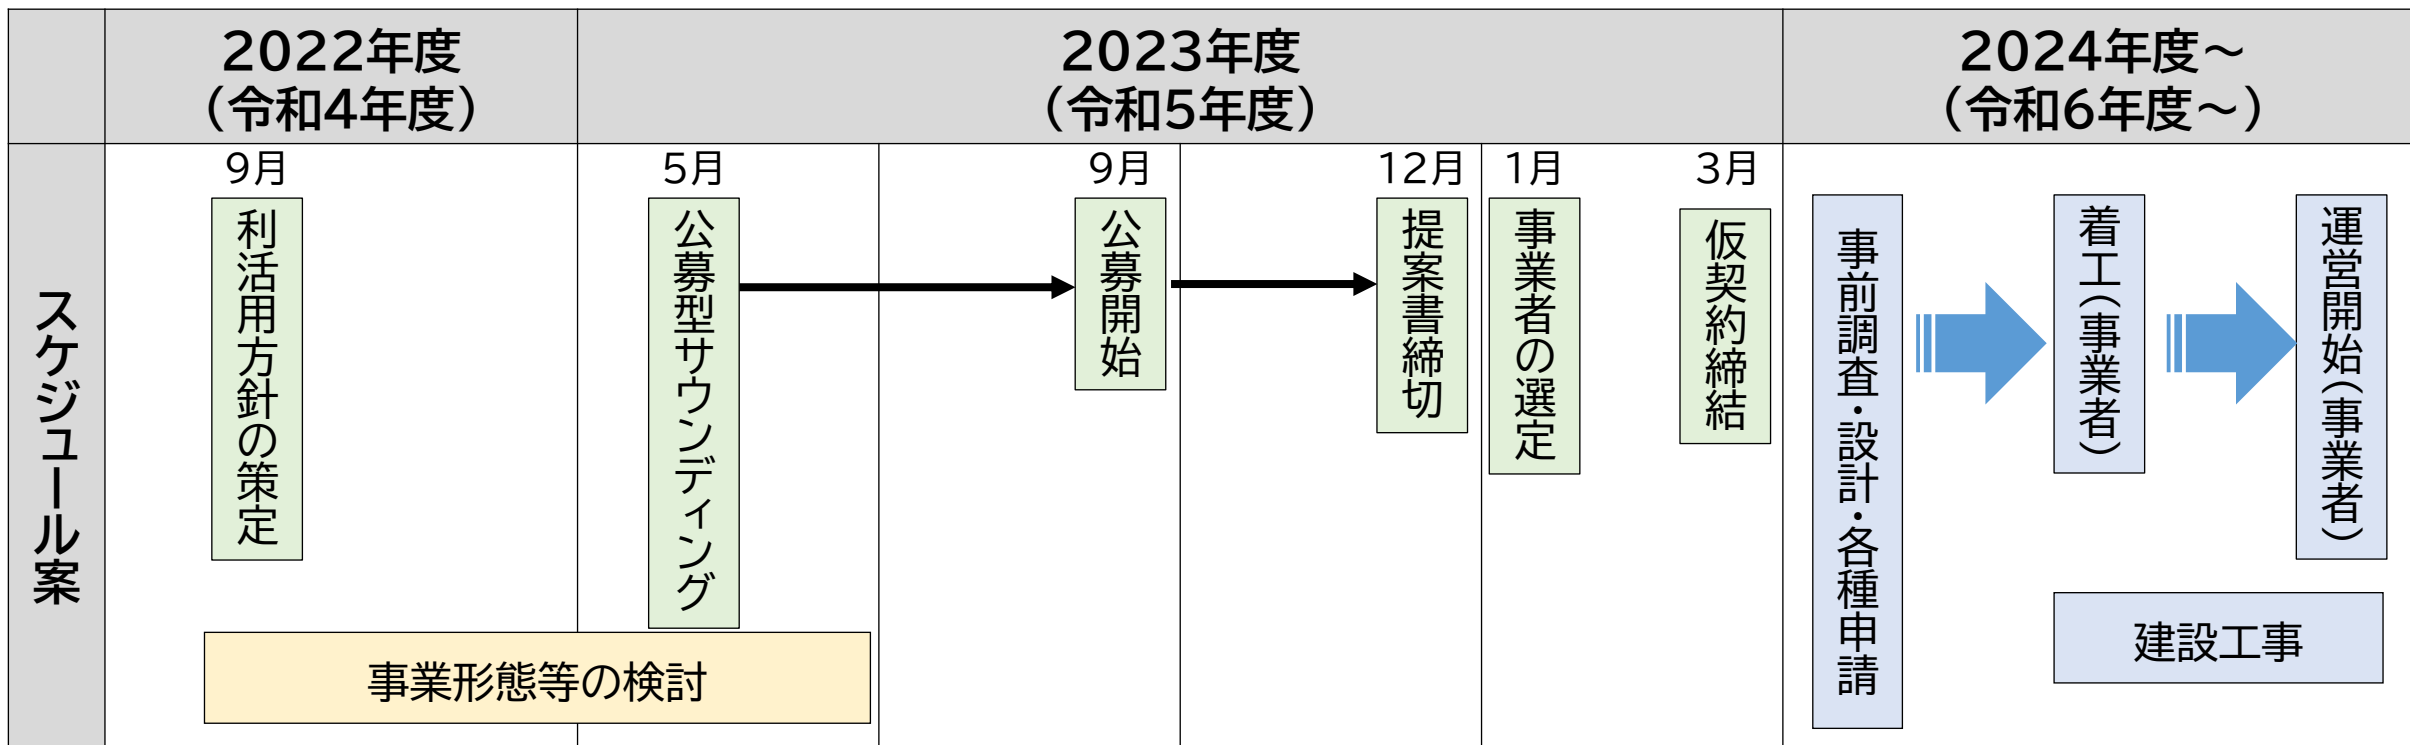 2022年度
（令和4年度）
2023年度
（令和5年度）
2024年度～
（令和6年度～）
スケジュール案
9月
利活用方針の策定
5月
公募型サウンディング
9月
公募開始
12月
提案書締切
1月
事業者の選定
3月
仮契約締結
事前調査・設計・各種申請
着工（事業者）
運営開始（事業者）
事業形態等の検討
建設工事